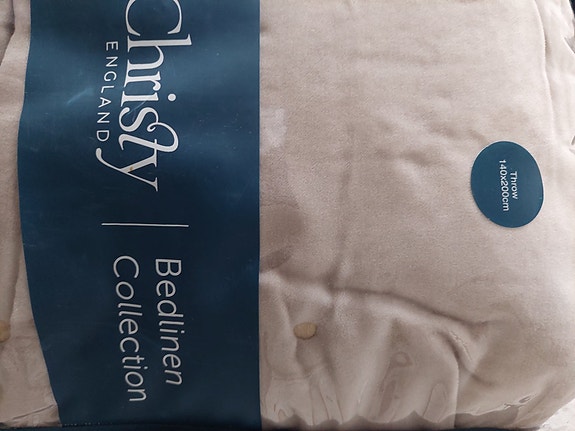 Christy
ENGLAND
Bedlinen
Collection
Throw
140x200cm